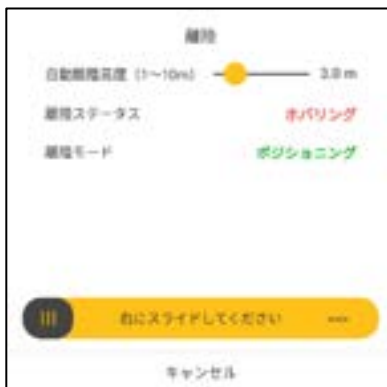 離陸
自動離陸高度（1～10m） 3.0 m
離陸ステータス ホバリング
離陸モード ポジショニング
右にスライドしてください
キャンセル